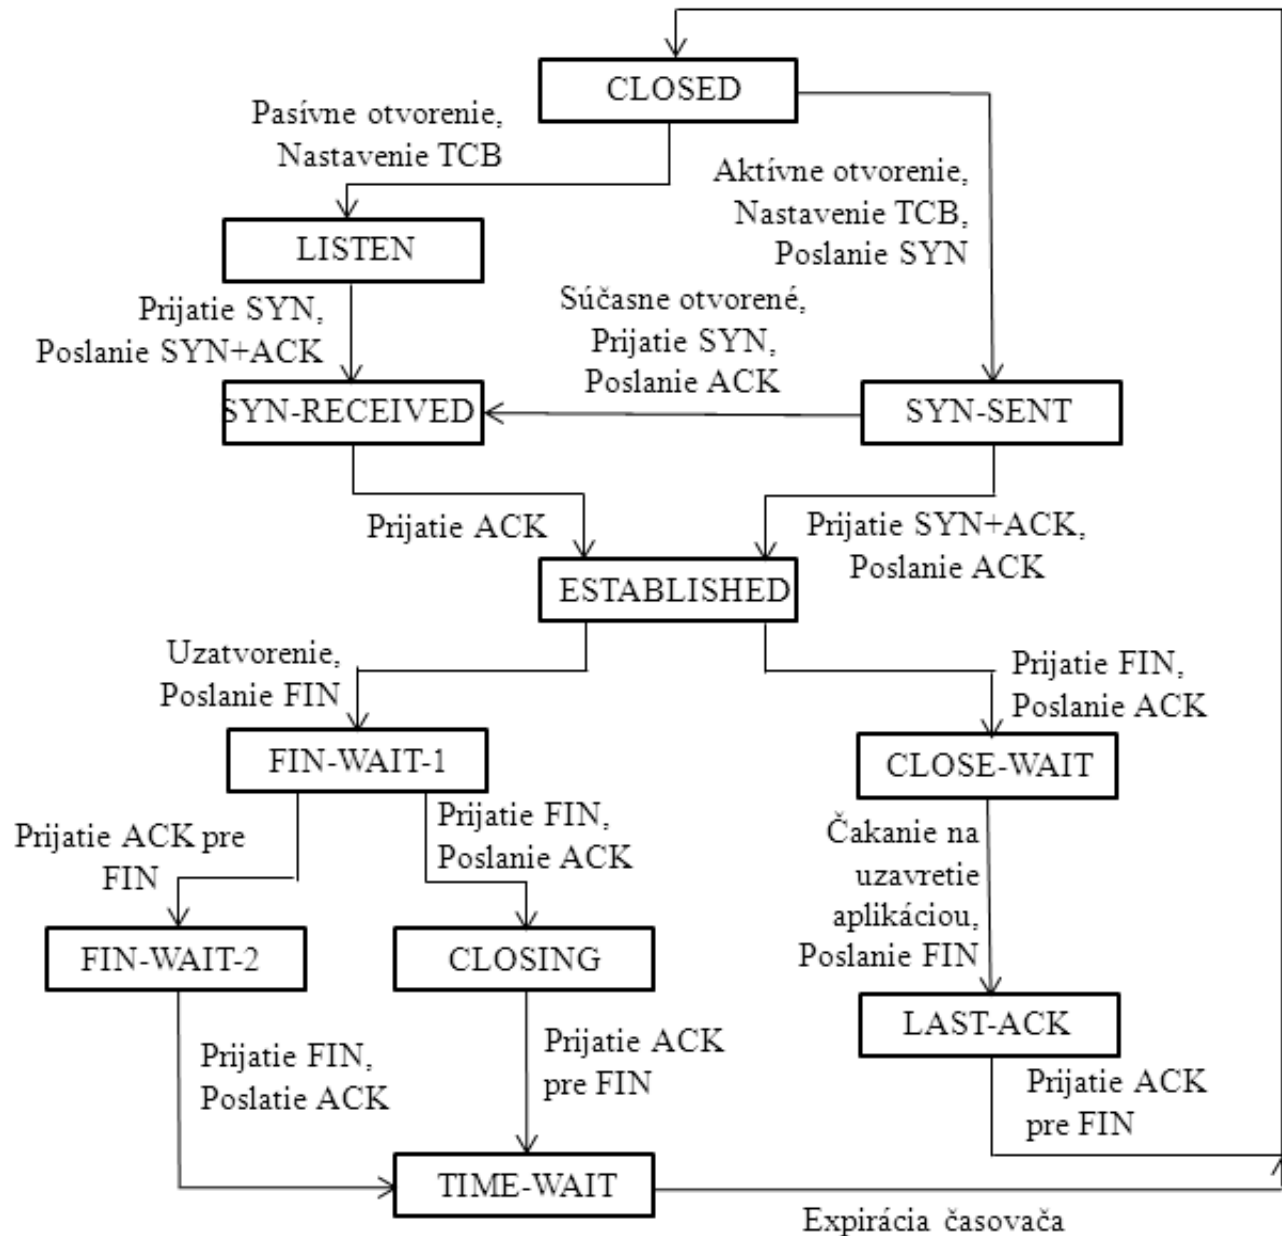 CLOSED
Pasívne otvorenie,
Nastavenie TCB
Aktívne otvorenie,
Nastavenie TCB,
Poslanie SYN
LISTEN
Prijatie SYN,
Poslanie SYN+ACK
Súčasne otvorené,
Prijatie SYN,
Poslanie ACK
SYN-RECEIVED
SYN-SENT
Prijatie ACK
Prijatie SYN+ACK,
Poslanie ACK
ESTABLISHED
Uzatvorenie,
Poslanie FIN
Prijatie FIN,
Poslanie ACK
FIN-WAIT-1
CLOSE-WAIT
Prijatie ACK pre
FIN
Prijatie FIN,
Poslanie ACK
Čakanie na
uzavretie
aplikáciou,
Poslanie FIN
FIN-WAIT-2
CLOSING
LAST-ACK
Prijatie FIN,
Poslatie ACK
Prijatie ACK
pre FIN
Prijatie ACK
pre FIN
TIME-WAIT
Expirácia časovača